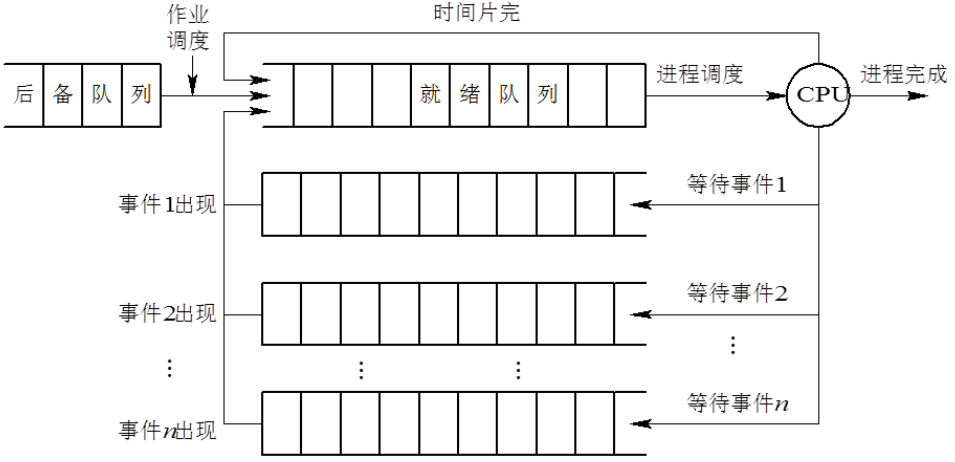 时间片完
作业
调度
后备队列
就绪队列
进程调度
CPU
进程完成
事件1出现
等待事件1
事件2出现
等待事件2
⋮
⋮
⋮
⋮
事件n出现
等待事件n